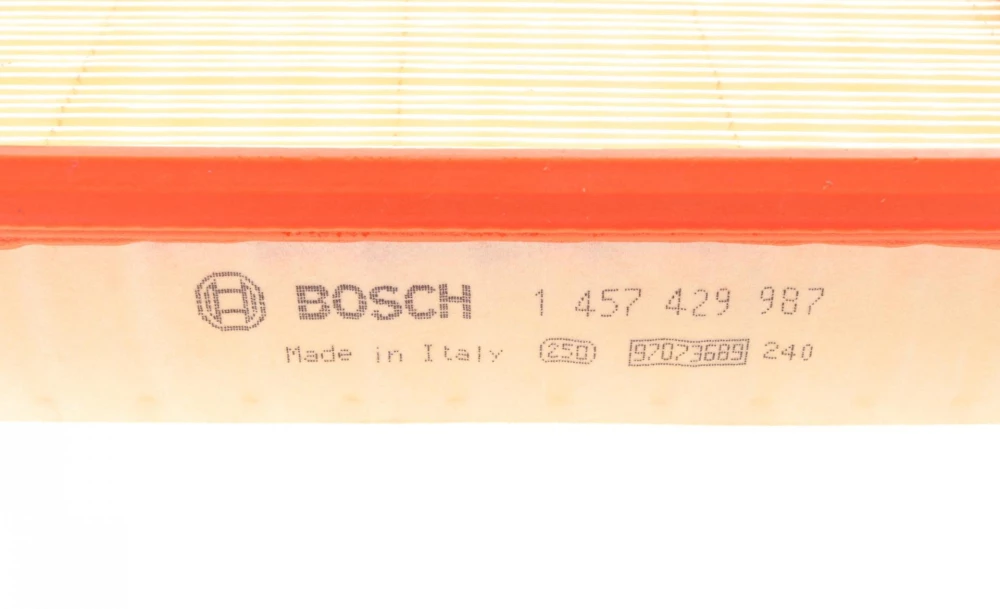 BOSCH 1 457 429 987
Made in Italy 250 97073689 240